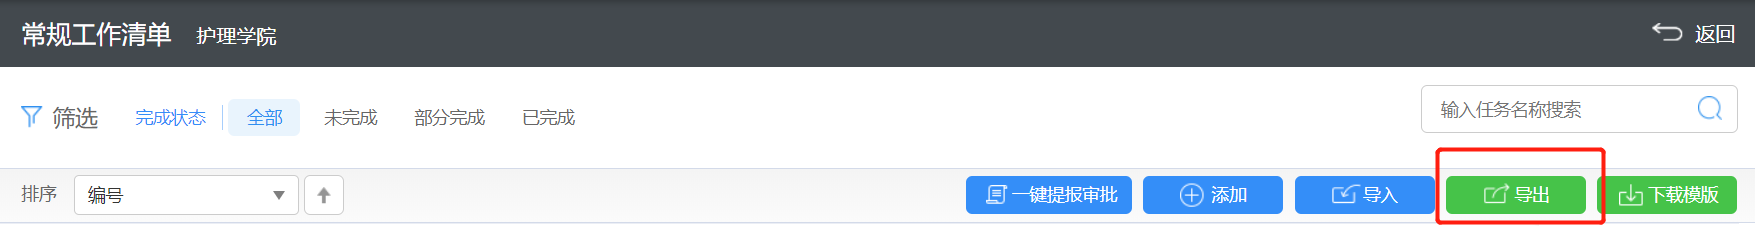 常规工作清单 护理学院 返回
筛选 完成状态 全部 未完成 部分完成 已完成 输入任务名称搜索
排序 编号 一键提报审批 添加 导入 导出 下载模版